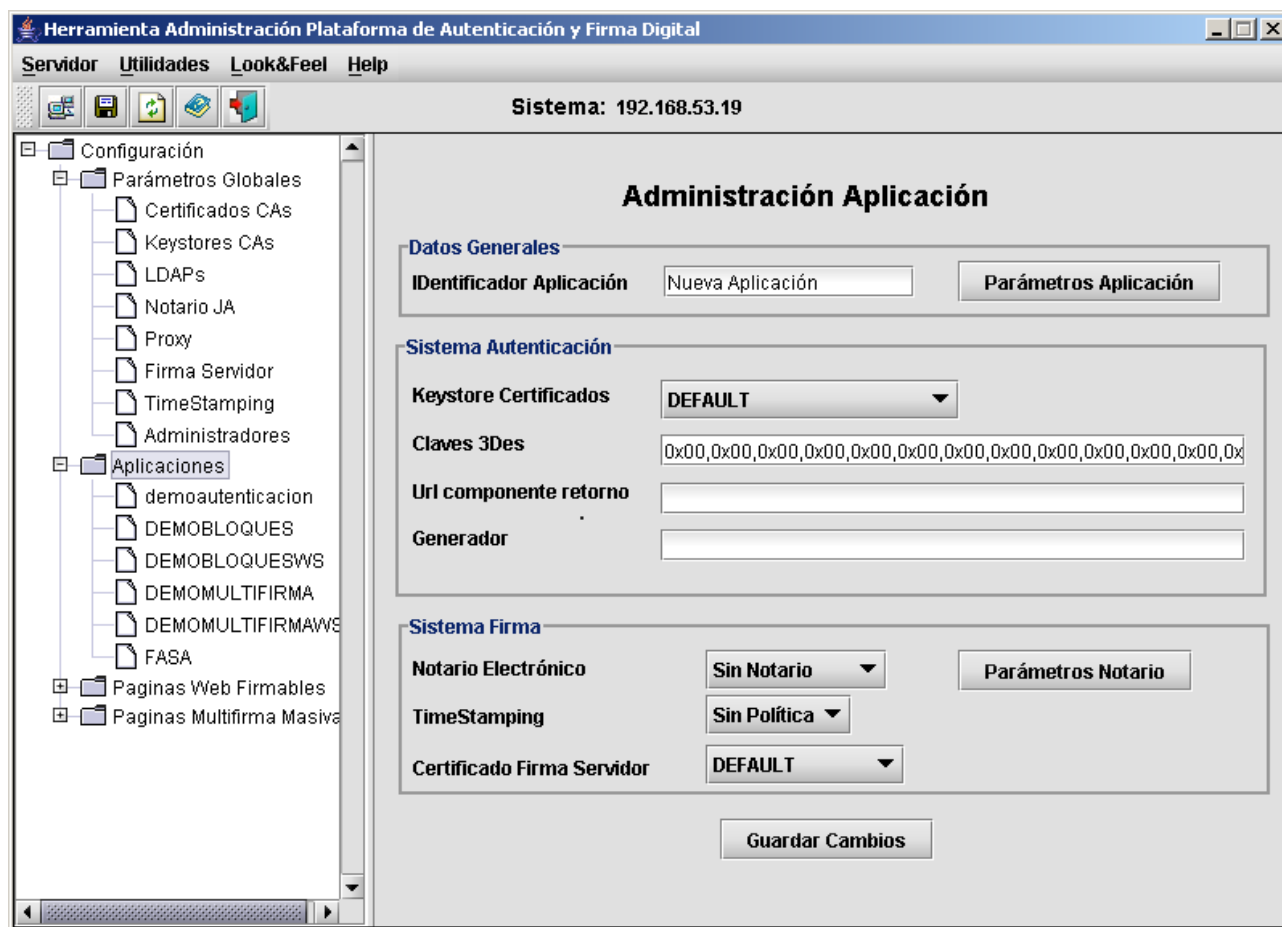 Herramienta Administración Plataforma de Autenticación y Firma Digital
Servidor Utilidades Look&Feel Help
Sistema: 192.168.53.19
Configuración
Parámetros Globales
Certificados CAs
Keystores CAs
LDAPs
Notario JA
Proxy
Firma Servidor
TimeStamping
Administradores
Aplicaciones
demoautenticacion
DEMOBLOQUES
DEMOBLOQUESWS
DEMOMULTIFIRMA
DEMOMULTIFIRMAWS
FASA
Paginas Web Firmables
Paginas Multifirma Masiva
Administración Aplicación
Datos Generales
IDentificador Aplicación Nueva Aplicación Parámetros Aplicación
Sistema Autenticación
Keystore Certificados DEFAULT
Claves 3Des 0x00,0x00,0x00,0x00,0x00,0x00,0x00,0x00,0x00,0x00,0x00,0x00,0x00,0x
Url componente retorno
Generador
Sistema Firma
Notario Electrónico Sin Notario Parámetros Notario
TimeStamping Sin Política
Certificado Firma Servidor DEFAULT
Guardar Cambios